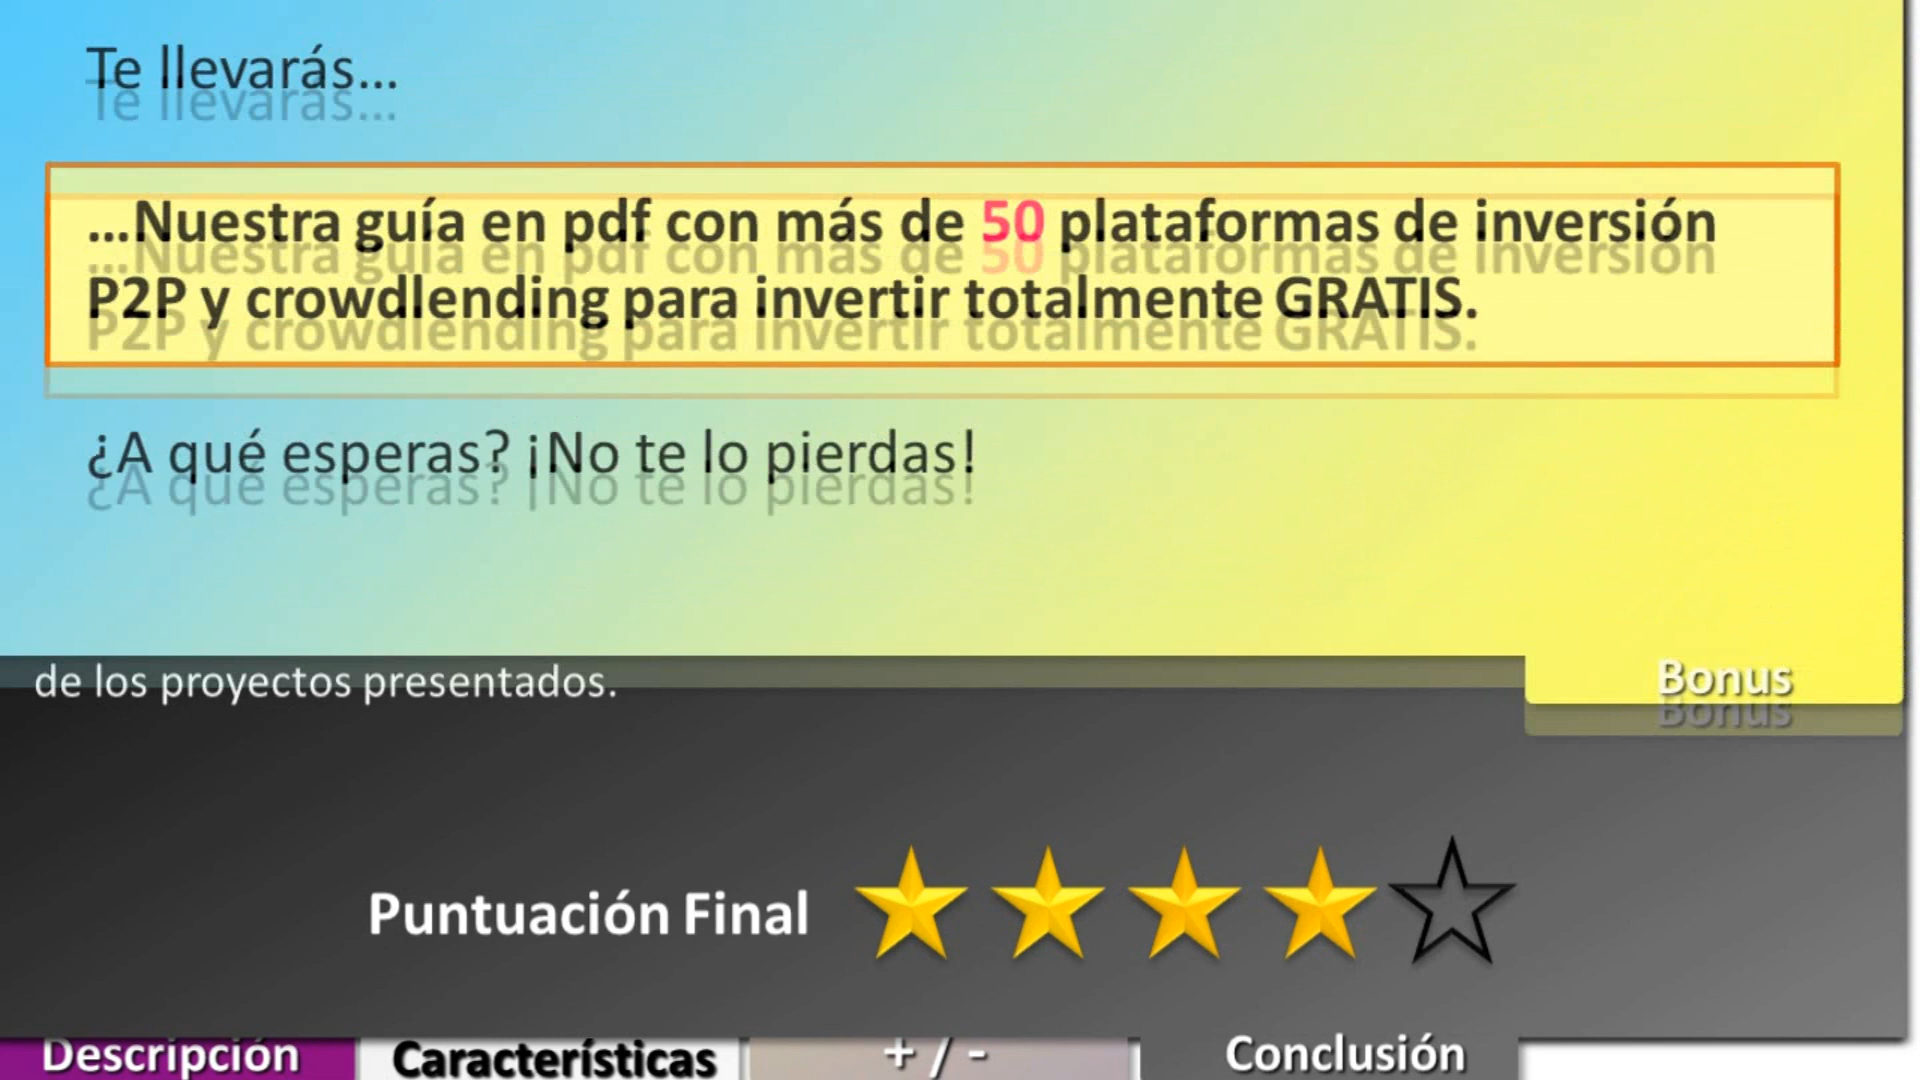 Te llevarás...
...Nuestra guía en pdf con más de 50 plataformas de inversión
P2P y crowdlending para invertir totalmente GRATIS.
¿A qué esperas? ¡No te lo pierdas!
de los proyectos presentados.
Bonus
Puntuación Final
Descripción
Características
+ / -
Conclusión